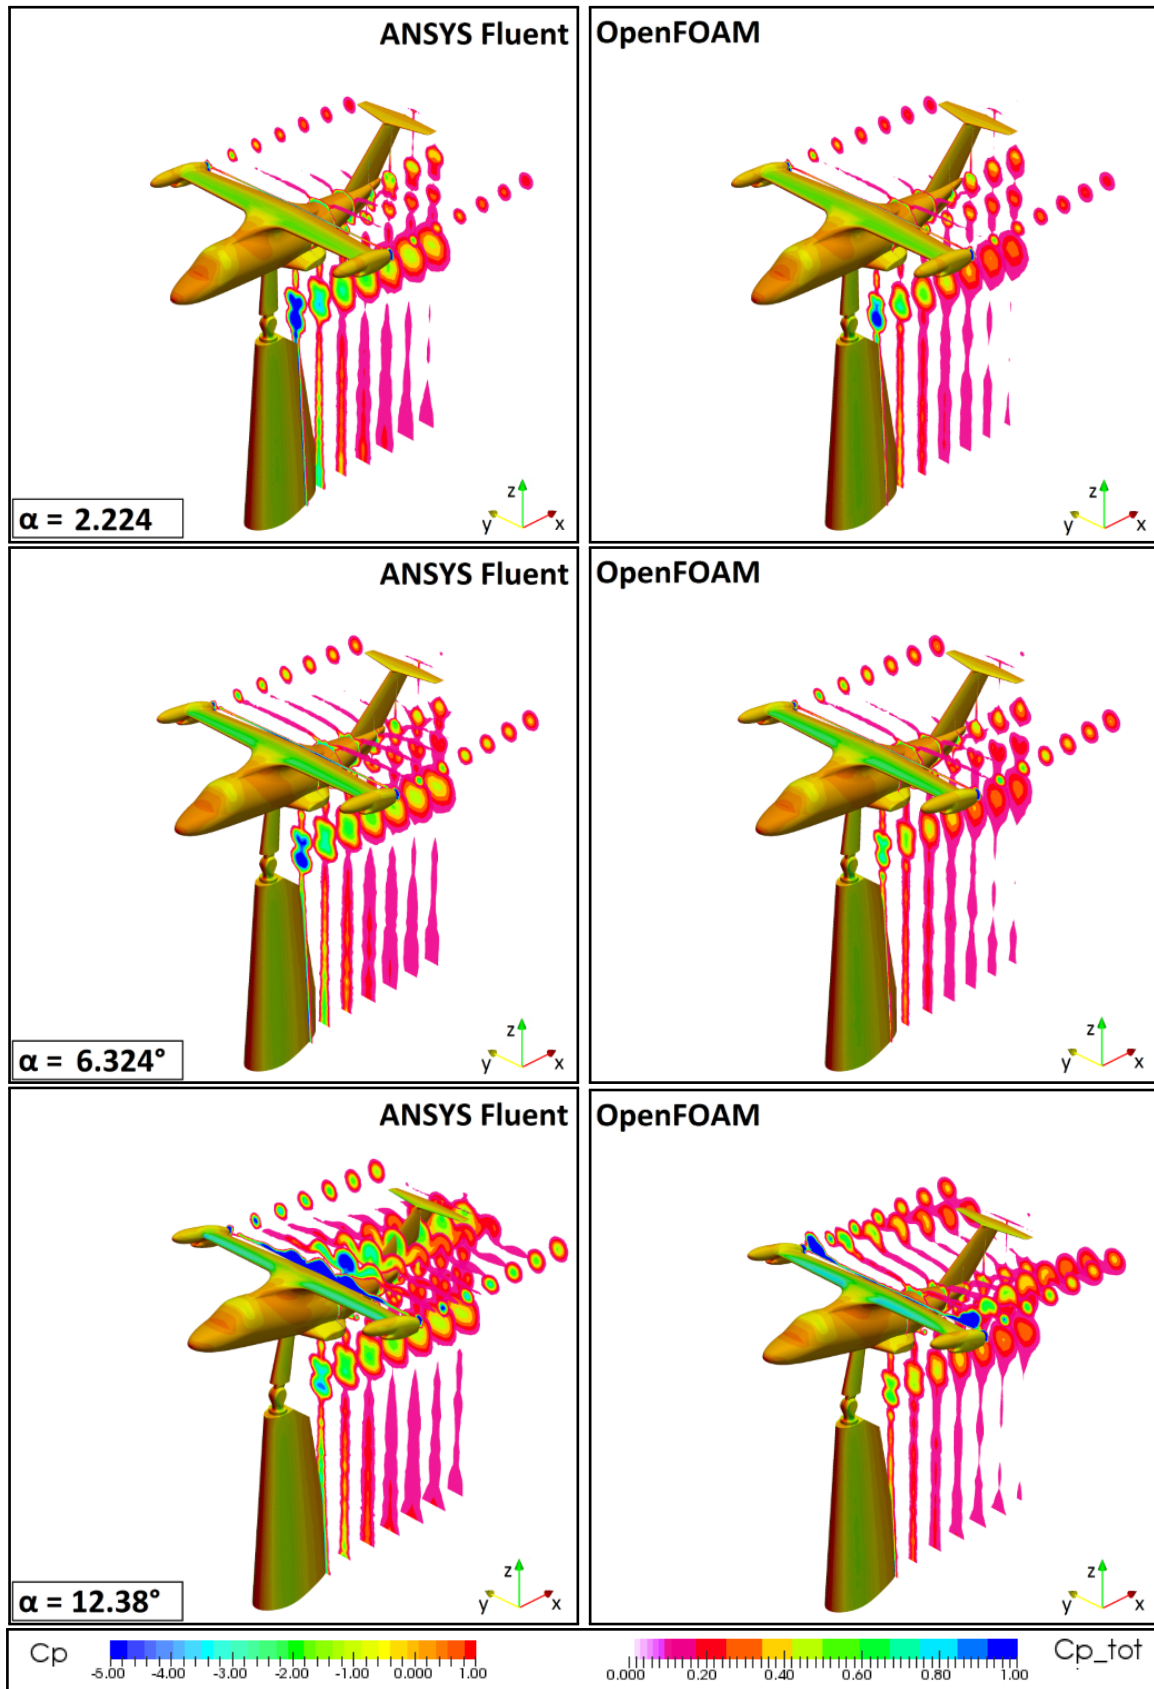 ANSYS Fluent
OpenFOAM
z
y
x
z
y
x
α = 2.224
ANSYS Fluent
OpenFOAM
z
y
x
z
y
x
α = 6.324°
ANSYS Fluent
OpenFOAM
z
y
x
z
y
x
α = 12.38°
Cp
-5.00 -4.00 -3.00 -2.00 -1.00 0.000 1.00
0.000 0.20 0.40 0.60 0.80 1.00
Cp_tot